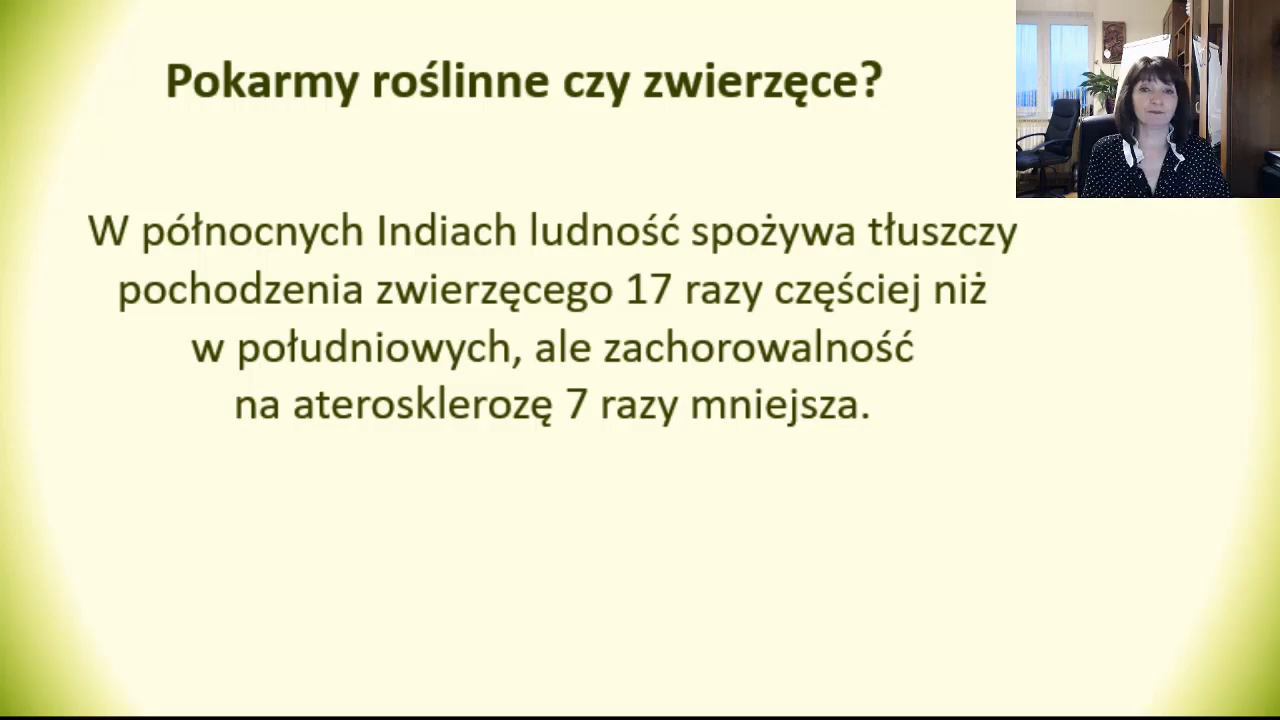 Pokarmy roślinne czy zwierzęce?
W północnych Indiach ludność spożywa tłuszczy
pochodzenia zwierzęcego 17 razy częściej niż
w południowych, ale zachorowalność
na aterosklerozę 7 razy mniejsza.